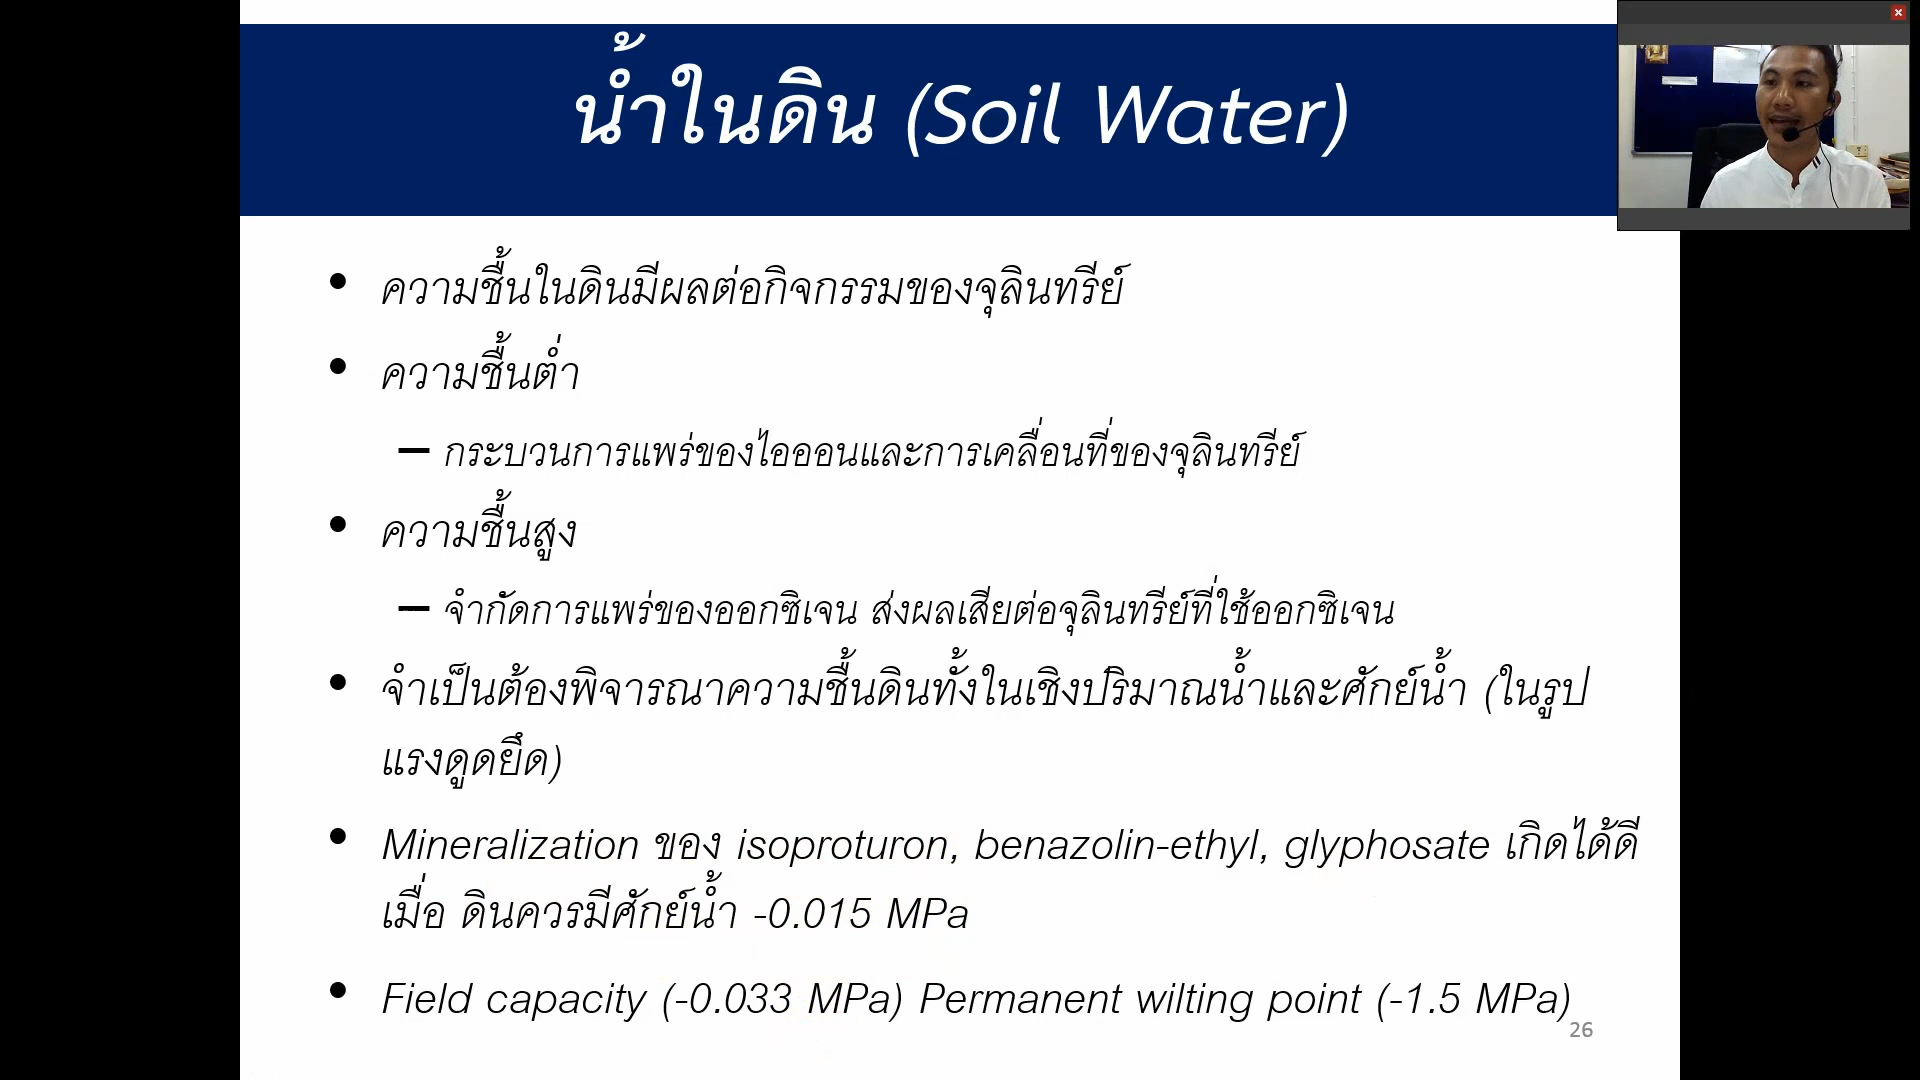 น้ำในดิน (Soil Water)
• ความชื้นในดินมีผลต่อกิจกรรมของจุลินทรีย์
• ความชื้นต่ำ
– กระบวนการแพร่ของไอออนและการเคลื่อนที่ของจุลินทรีย์
• ความชื้นสูง
– จำกัดการแพร่ของออกซิเจน ส่งผลเสียต่อจุลินทรีย์ที่ใช้ออกซิเจน
• จำเป็นต้องพิจารณาความชื้นดินทั้งในเชิงปริมาณน้ำและศักย์น้ำ (ในรูป
แรงดูดยึด)
• Mineralization ของ isoproturon, benazolin-ethyl, glyphosate เกิดได้ดี
เมื่อ ดินควรมีศักย์น้ำ -0.015 MPa
• Field capacity (-0.033 MPa) Permanent wilting point (-1.5 MPa)
26